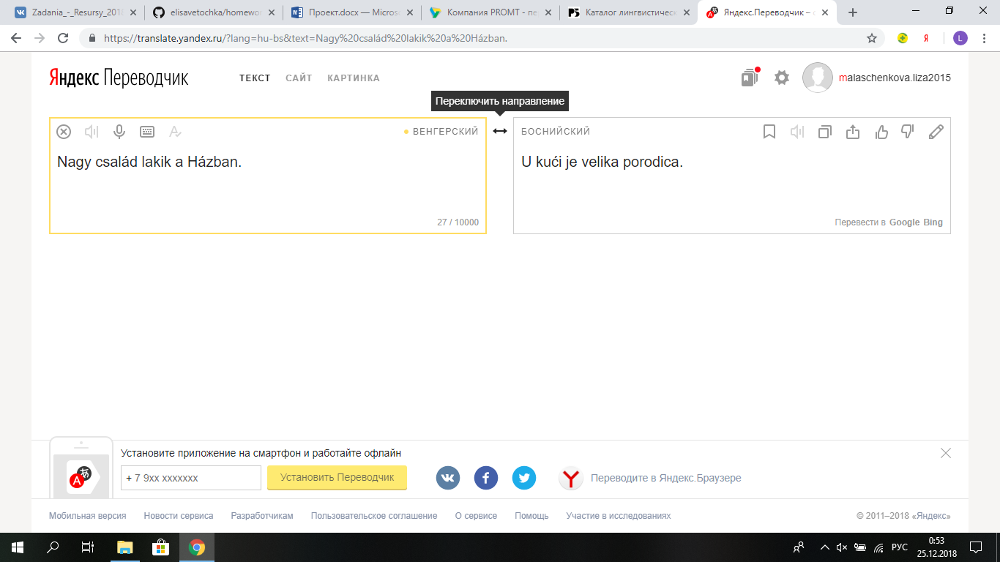 Zadania_-_Resursy_201
elisavetochka/homewor
Проект.docx — Micros
Компания PROMT - пе
Каталог лингвистическ
Яндекс.Переводчик – с
https://translate.yandex.ru/?lang=hu-bs&text=Nagy%20család%20lakik%20a%20Házban.
L
Яндекс Переводчик
ТЕКСТ САЙТ КАРТИНКА
malaschenkova.liza2015
Переключить направление
ВЕНГЕРСКИЙ
БОСНИЙСКИЙ
Nagy család lakik a Házban.
U kući je velika porodica.
27 / 10000
Перевести в Google Bing
Установите приложение на смартфон и работайте офлайн
+ 7 9xx xxxxxxx
Установить Переводчик
Переводите в Яндекс.Браузере
Мобильная версия Новости сервиса Разработчикам Пользовательское соглашение О сервисе Помощь Участие в исследованиях
© 2011–2018 «Яндекс»
РУС
0:53
25.12.2018